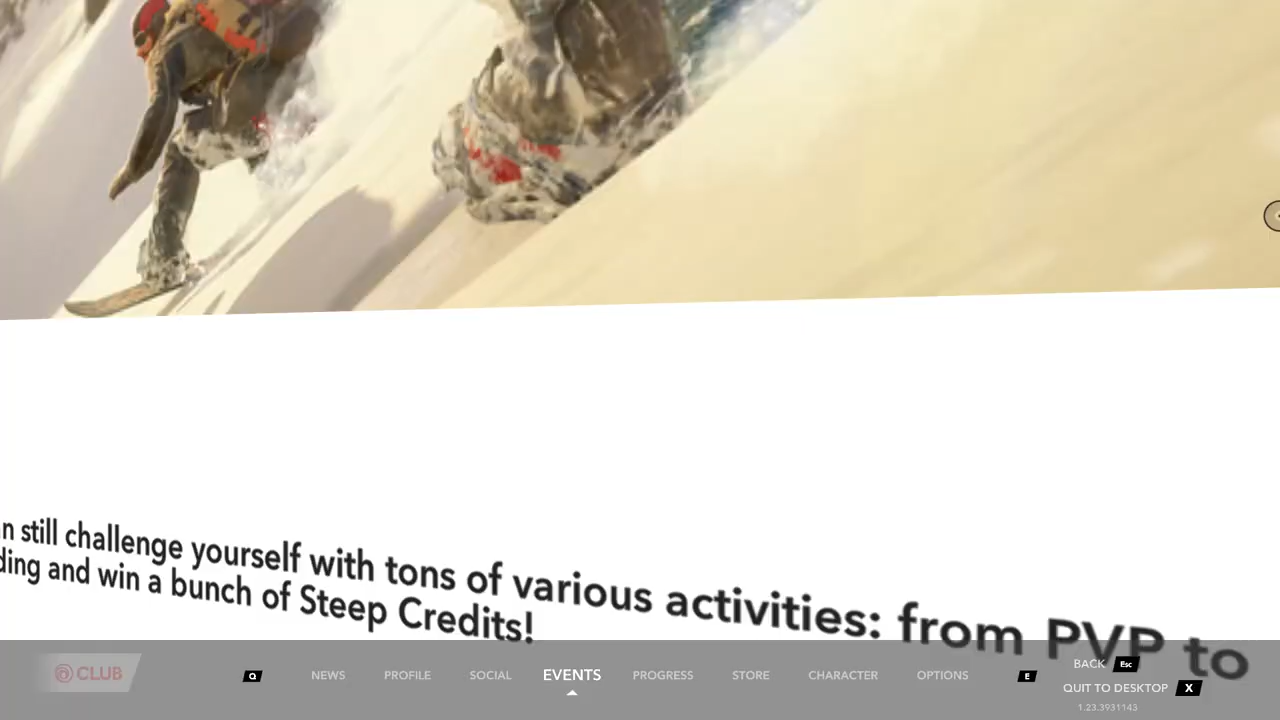 n still challenge yourself with tons of various activities: from PVP to
ding and win a bunch of Steep Credits!
CLUB
Q
NEWS
PROFILE
SOCIAL
EVENTS
PROGRESS
STORE
CHARACTER
OPTIONS
E
BACK Esc
QUIT TO DESKTOP X
1.23.3931143